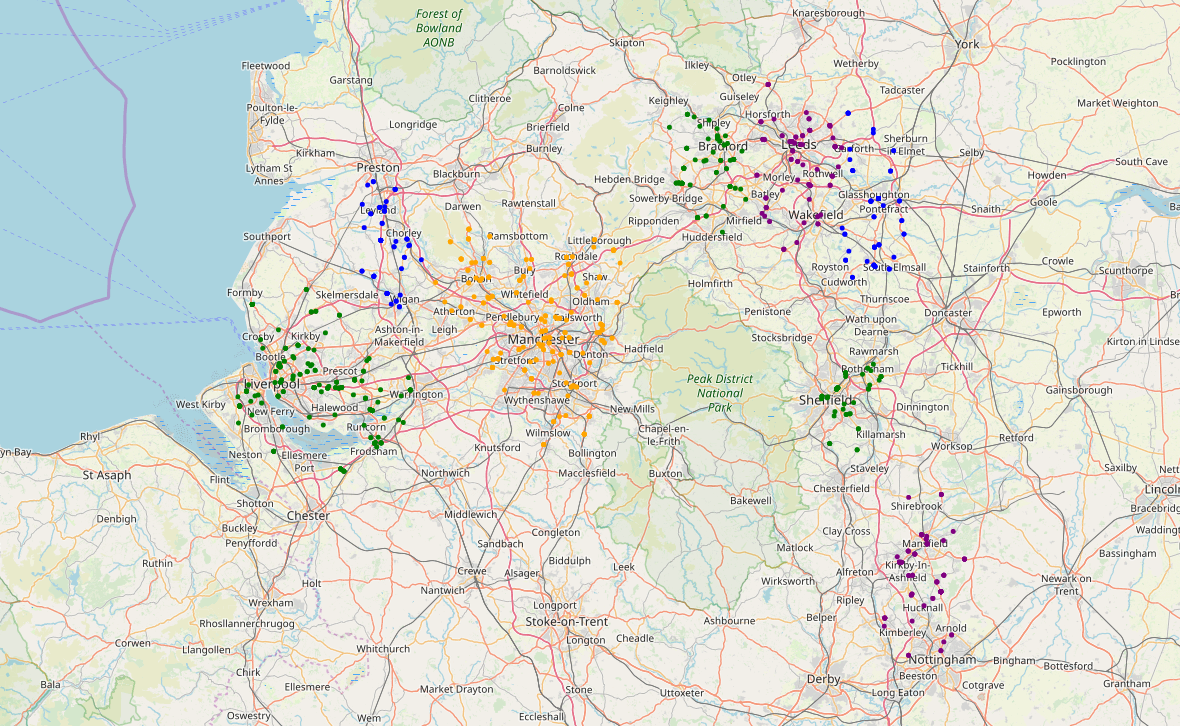 Forest of
Bowland
AONB
Knaresborough
Skipton
York
Fleetwood
Garstang
Barnoldswick
Ilkley
Otley
Wetherby
Pocklington
Clitheroe
Keighley
Guiseley
Tadcaster
Poulton-le-
Fylde
Colne
Market Weighton
Longridge
Brierfield
Shipley
Horsforth
Kirkham
Burnley
Bradford
Leeds
Garforth
Sherburn
in Elmet
Selby
Lytham St
Annes
Preston
Blackburn
Hebden Bridge
Morley
Rothwell
South Cave
Howden
Leyland
Darwen
Rawtenstall
Sowerby Bridge
Batley
Glasshoughton
Pontefract
Snaith
Goole
Ba
Southport
Chorley
Ramsbottom
Littleborough
Ripponden
Mirfield
Wakefield
Huddersfield
Rochdale
Royston
South Elmsall
Stainforth
Crowle
Scunthorpe
Bury
Bolton
Shaw
Holmfirth
Cudworth
Formby
Skelmersdale
Wigan
Whitefield
Oldham
Thurnscoe
Br
Atherton
Pendlebury
Failsworth
Penistone
Doncaster
Epworth
Crosby
Kirkby
Ashton-in-
Makerfield
Leigh
Manchester
Stocksbridge
Wath upon
Dearne
Kirton in Lindse
Bootle
Stretford
Denton
Hadfield
Rawmarsh
Prescot
Rotherham
Tickhill
Liverpool
Warrington
Stockport
Peak District
National
Park
Gainsborough
West Kirby
New Ferry
Halewood
Wythenshawe
New Mills
Sheffield
Dinnington
Bromborough
Runcorn
Wilmslow
Chapel-en-
le-Frith
Killamarsh
Retford
Rhyl
yn-Bay
Neston
Ellesmere
Port
Frodsham
Knutsford
Bollington
Worksop
St Asaph
Flint
Northwich
Macclesfield
Buxton
Staveley
Saxilby
Nett
Shotton
Chester
Chesterfield
Lincoln
Denbigh
Buckley
Middlewich
Bakewell
Shirebrook
Bracebridg
Penyffordd
Sandbach
Congleton
Clay Cross
Mansfield
Waddingt
Ruthin
Biddulph
Matlock
Bassingham
Holt
Crewe
Alsager
Leek
Alfreton
Kirkby-In-
Ashfield
Newark on
Trent
Nantwich
Wirksworth
Wrexham
Longport
Ripley
Hucknall
Rhosllannerchrugog
Stoke-on-Trent
Ashbourne
Belper
Kimberley
Arnold
Corwen
Llangollen
Whitchurch
Longton
Cheadle
Nottingham
Bingham
Bottesford
Chirk
Derby
Beeston
Bala
Ellesmere
Market Drayton
Stone
Uttoxeter
Long Eaton
Cotgrave
Grantham
Oswestry
Wem
Eccleshall